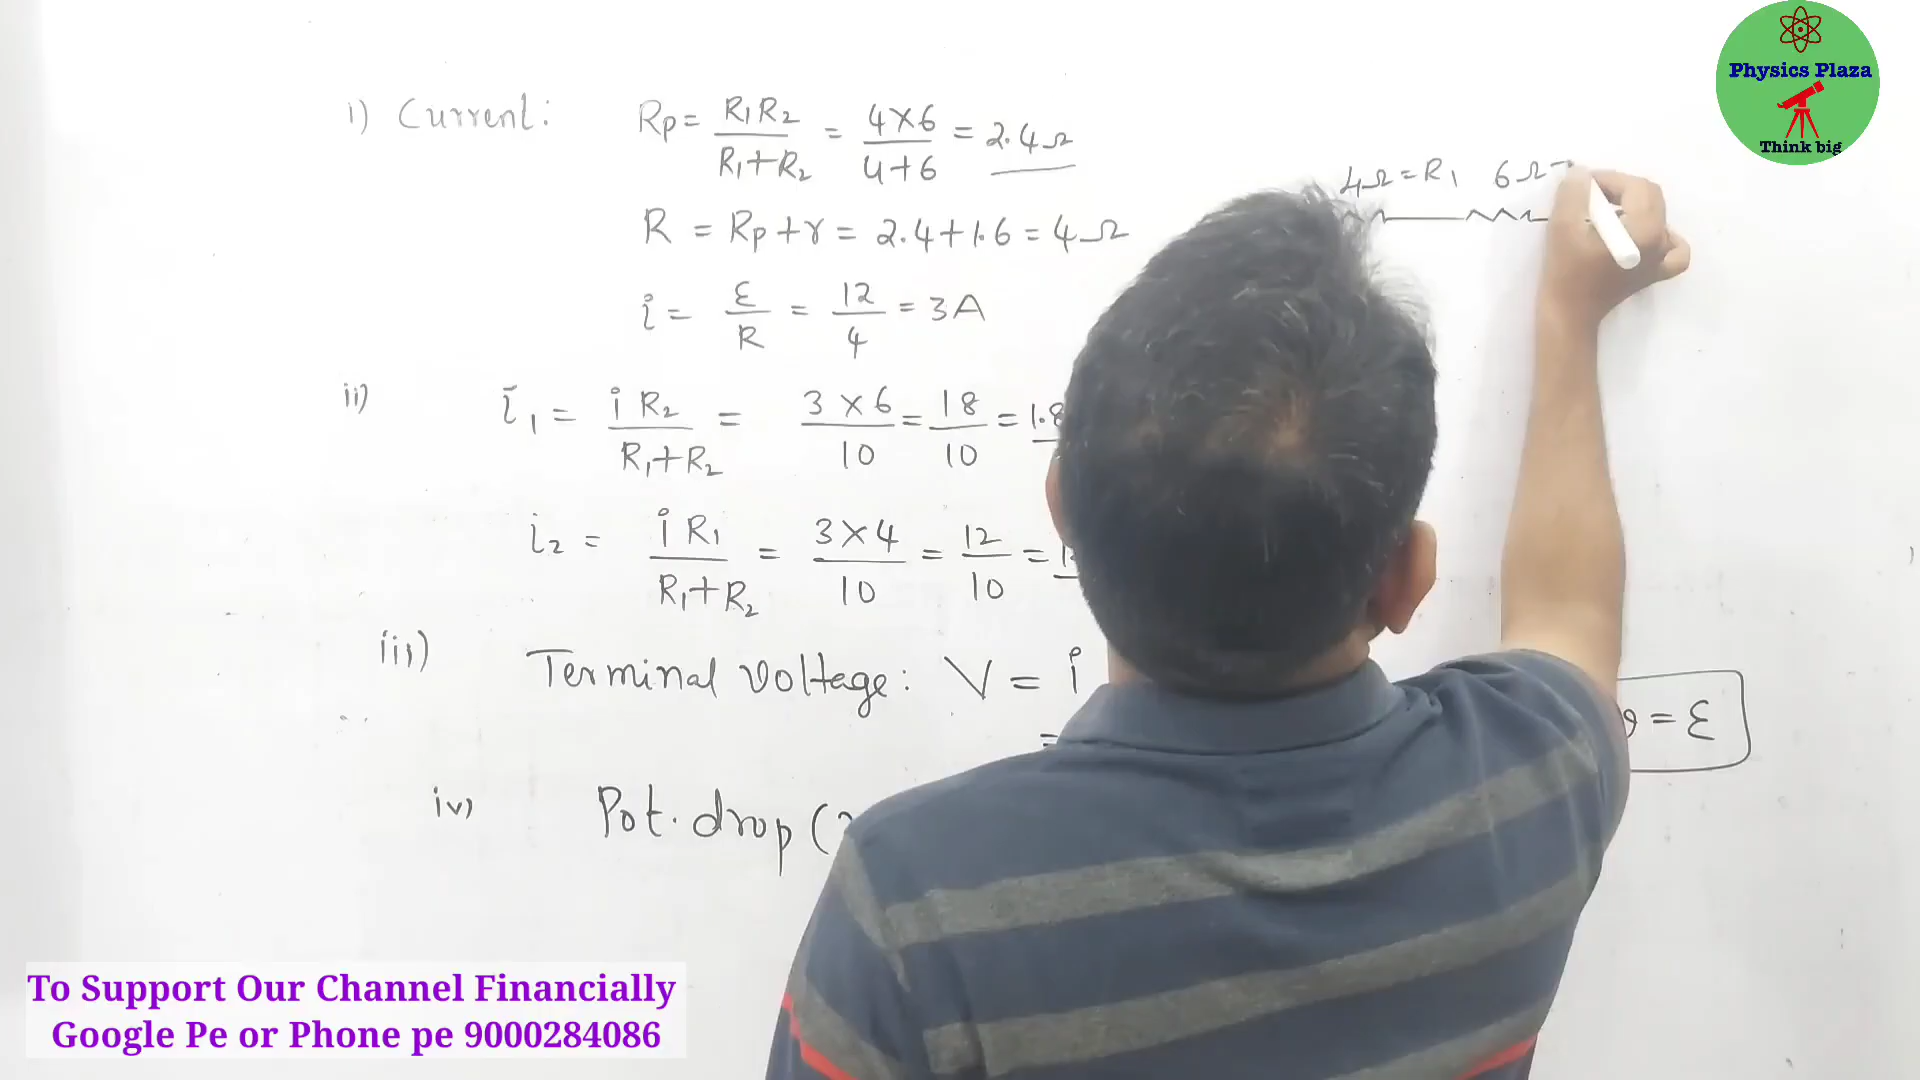 Physics Plaza
Think big
i) Current: Rp = R₁R₂/R₁+R₂ = 4×6/4+6 = 2.4Ω
4Ω = R₁ 6Ω
R = Rp + r = 2.4 + 1.6 = 4Ω
i = ε/R = 12/4 = 3A
ii) i₁ = i R₂/R₁+R₂ = 3×6/10 = 18/10 = 1.8
i₂ = i R₁/R₁+R₂ = 3×4/10 = 12/10 =
iii) Terminal Voltage: V = i
=
= ε
iv) Pot. drop (
To Support Our Channel Financially
Google Pe or Phone pe 9000284086